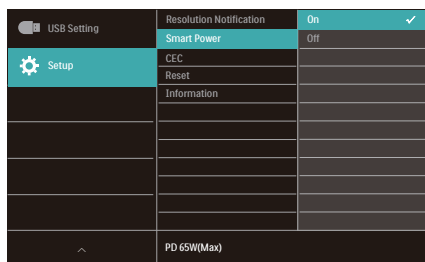 USB Setting
Setup
Resolution Notification
Smart Power
CEC
Reset
Information
On
Off
PD 65W(Max)